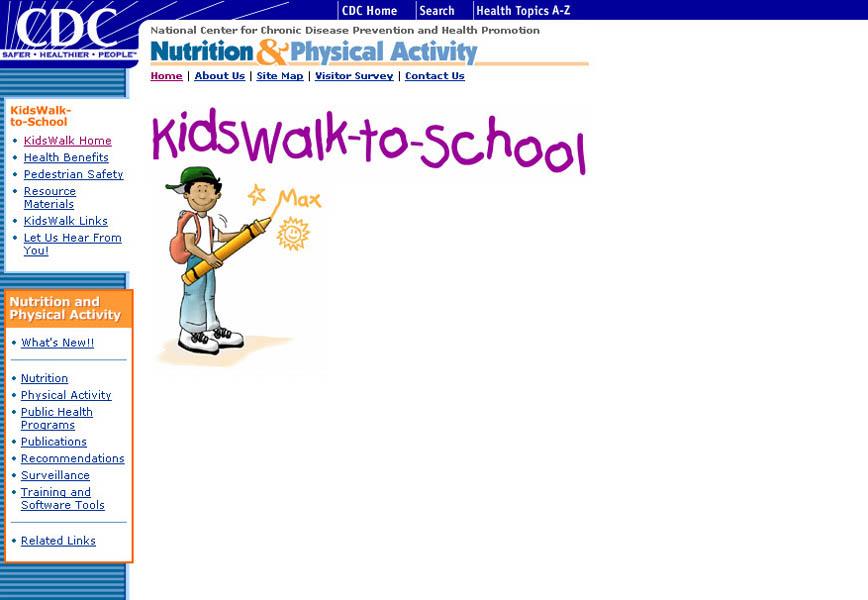 CDC Home | Search | Health Topics A-Z
CDC
SAFER • HEALTHIER • PEOPLE™
National Center for Chronic Disease Prevention and Health Promotion
Nutrition & Physical Activity
Home | About Us | Site Map | Visitor Survey | Contact Us
KidsWalk-
to-School
• KidsWalk Home
• Health Benefits
• Pedestrian Safety
• Resource
Materials
• KidsWalk Links
• Let Us Hear From
You!
Nutrition and
Physical Activity
• What's New!!
• Nutrition
• Physical Activity
• Public Health
Programs
• Publications
• Recommendations
• Surveillance
• Training and
Software Tools
• Related Links
KidsWalk-to-School
Max